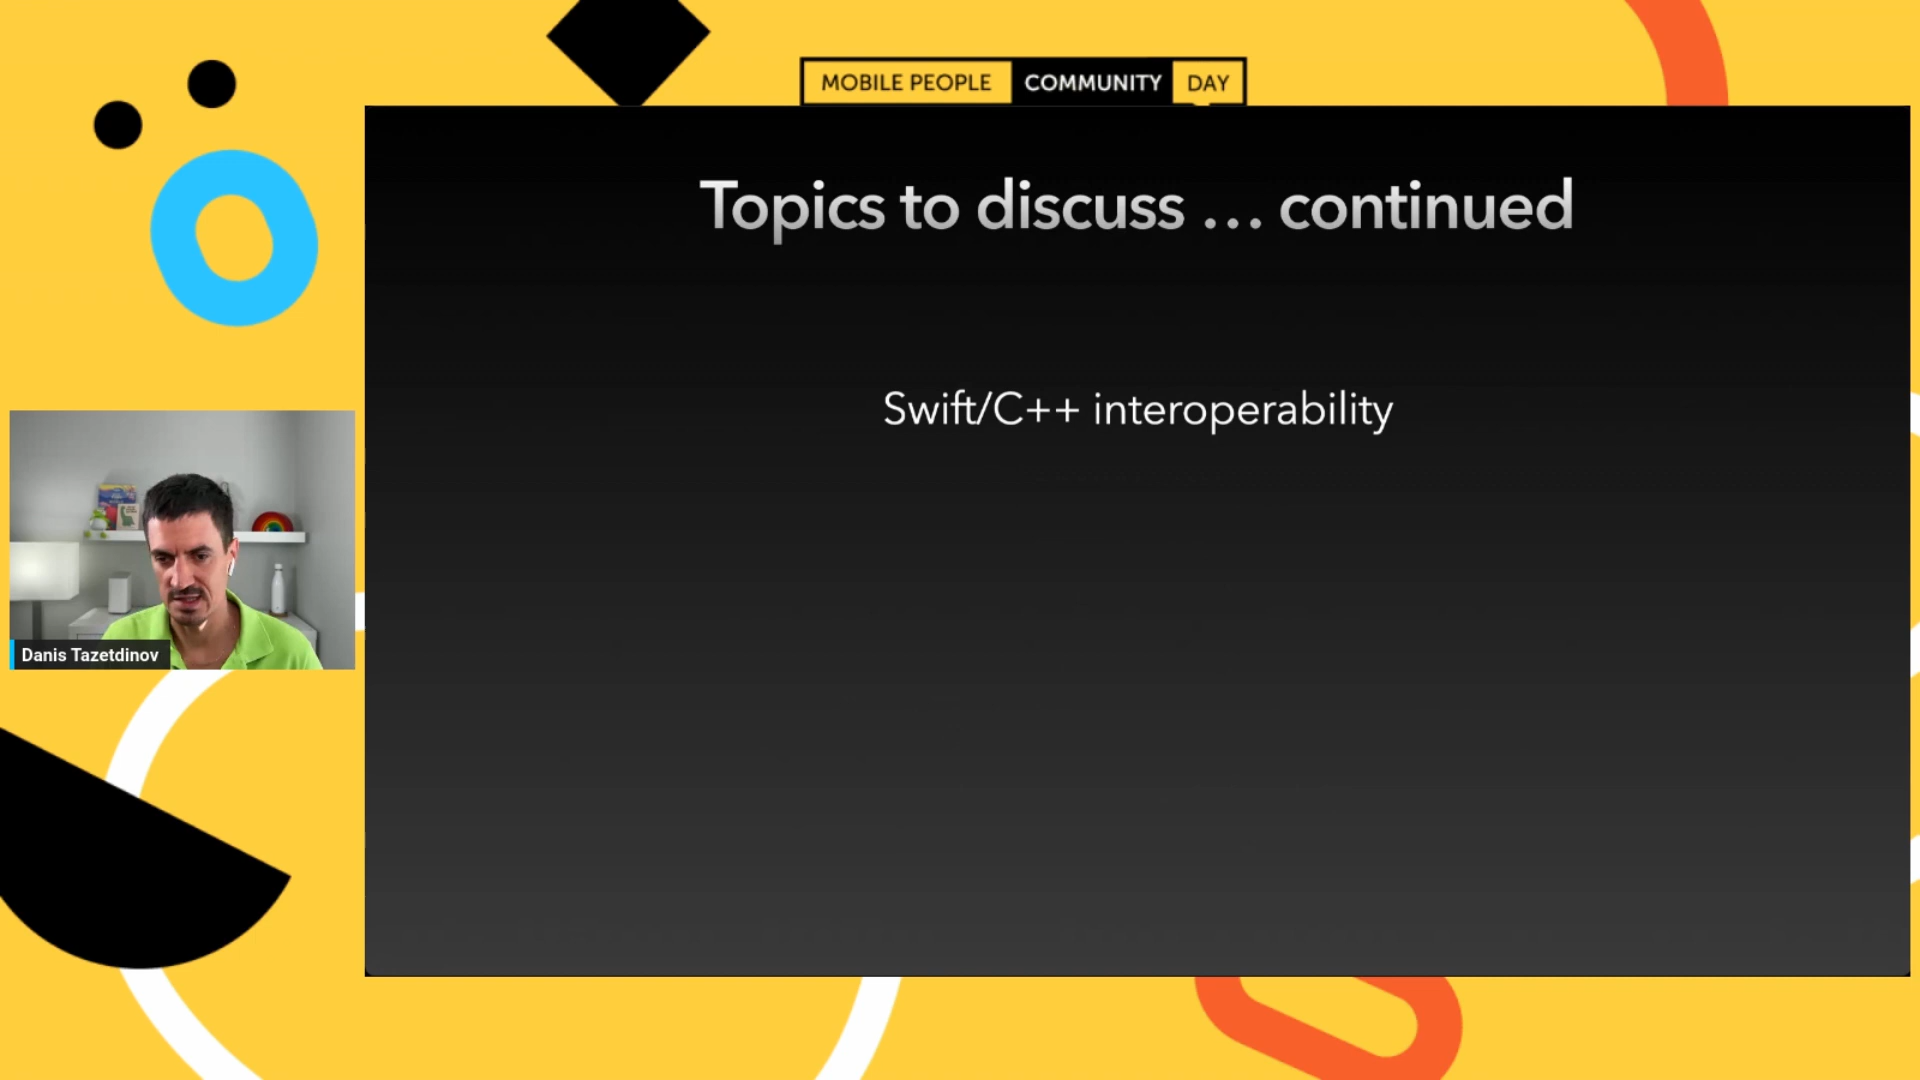 MOBILE PEOPLE COMMUNITY DAY
Topics to discuss … continued
Swift/C++ interoperability
Danis Tazetdinov